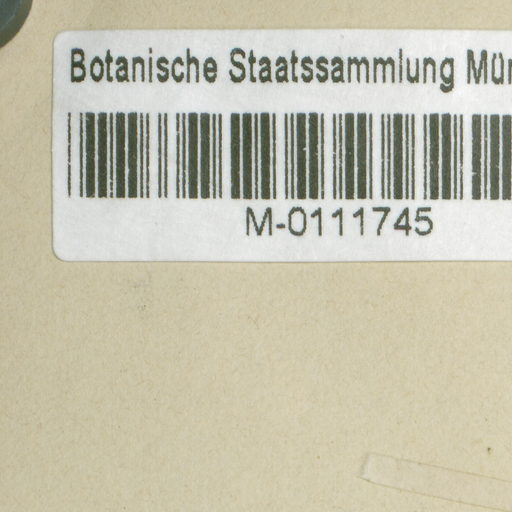 Botanische Staatssammlung Mün
M-0111745